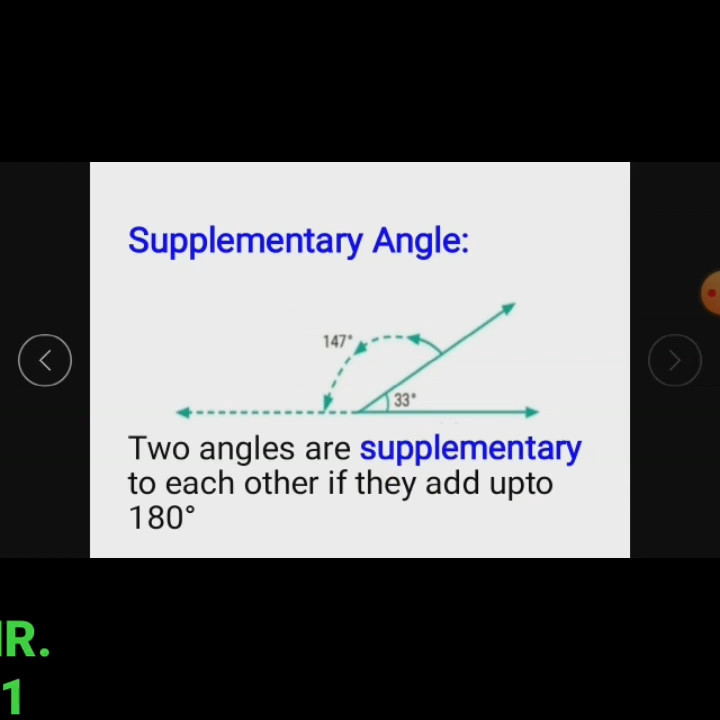 Supplementary Angle:
147°
33°
Two angles are supplementary
to each other if they add upto
180°
R.
1